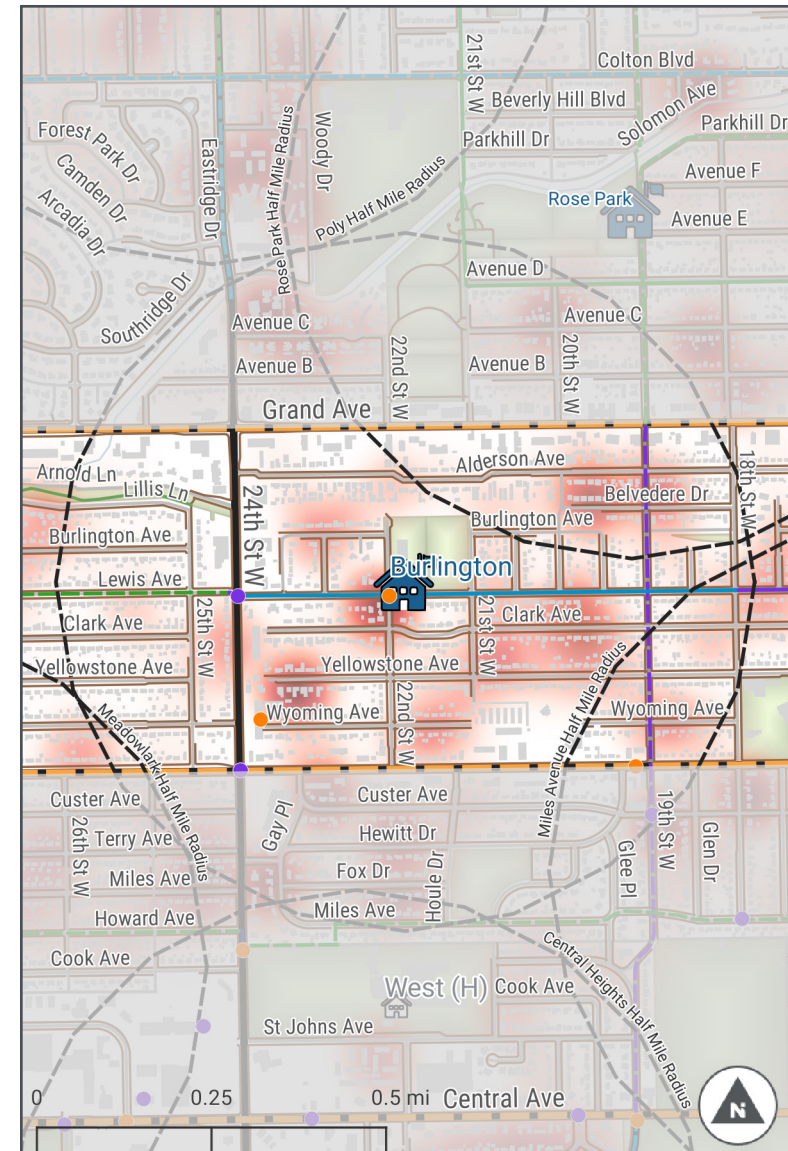 Colton Blvd
21st St W
Beverly Hill Blvd
Solomon Ave
Parkhill Dr
Parkhill Dr
Forest Park Dr
Camden Dr
Arcadia Dr
Eastridge Dr
Woody Dr
Rose Park Half Mile Radius
Poly Half Mile Radius
Avenue F
Rose Park
Avenue E
Avenue D
Southridge Dr
Avenue C
Avenue C
22nd St W
20th St W
Avenue B
Avenue B
Grand Ave
Alderson Ave
18th St W
Arnold Ln
Lillis Ln
24th St W
Belvedere Dr
Burlington Ave
Burlington Ave
Burlington
Lewis Ave
25th St W
21st St W
Clark Ave
Clark Ave
Yellowstone Ave
Yellowstone Ave
22nd St W
Wyoming Ave
Wyoming Ave
Meadowlark Half Mile Radius
Miles Avenue Half Mile Radius
Custer Ave
Custer Ave
26th St W
Gay Pl
19th St W
Terry Ave
Hewitt Dr
Glee Pl
Glen Dr
Miles Ave
Fox Dr
Houle Dr
Howard Ave
Miles Ave
Cook Ave
Central Heights Half Mile Radius
West (H)
Cook Ave
St Johns Ave
0
0.25
0.5 mi
Central Ave
N